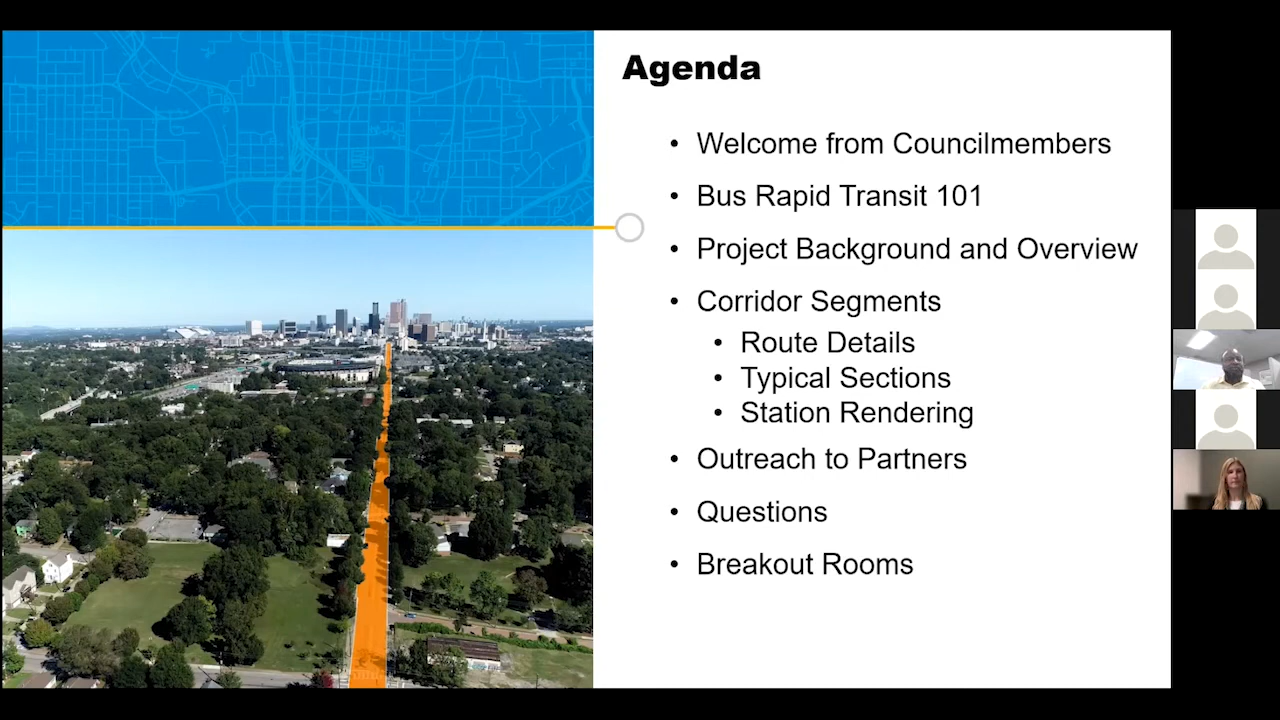 Agenda
• Welcome from Councilmembers
• Bus Rapid Transit 101
• Project Background and Overview
• Corridor Segments
• Route Details
• Typical Sections
• Station Rendering
• Outreach to Partners
• Questions
• Breakout Rooms